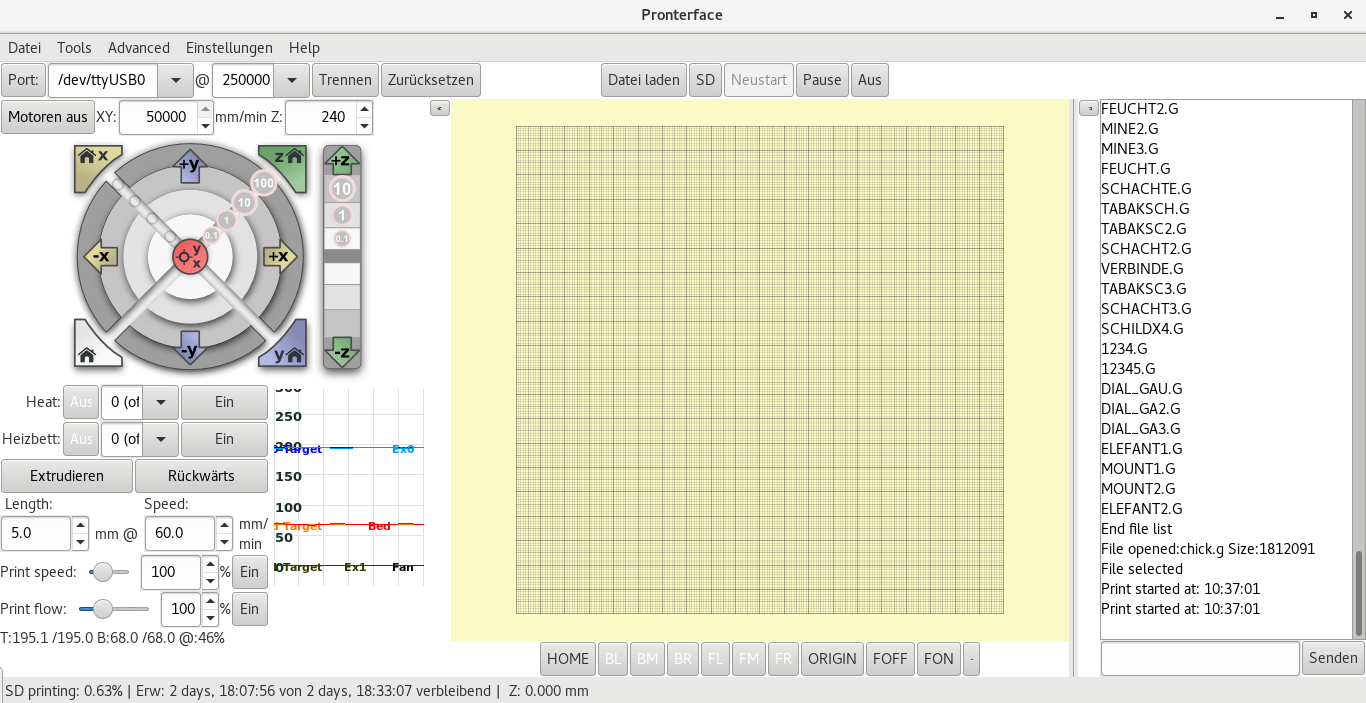 Pronterface
Datei Tools Advanced Einstellungen Help
Port: /dev/ttyUSB0 @ 250000 Trennen Zurücksetzen Datei laden SD Neustart Pause Aus
Motoren aus XY: 50000 mm/min Z: 240
x +y z 100 10 1 0.1 -x y x +x -y y
+z 10 1 0.1 -z
Heat: Aus 0 (of Ein
Heizbett: Aus 0 (of Ein
Extrudieren Rückwärts
Length: Speed:
5.0 mm @ 60.0 mm/
min
Print speed: 100 % Ein
Print flow: 100 % Ein
T:195.1 /195.0 B:68.0 /68.0 @:46%
300
250
200 Target Ex0
150
100
Target Bed
50
0 Target Ex1 Fan
<
HOME BL BM BR FL FM FR ORIGIN FOFF FON .
>
FEUCHT2.G
MINE2.G
MINE3.G
FEUCHT.G
SCHACHTE.G
TABAKSCH.G
TABAKSC2.G
SCHACHT2.G
VERBINDE.G
TABAKSC3.G
SCHACHT3.G
SCHILDX4.G
1234.G
12345.G
DIAL_GAU.G
DIAL_GA2.G
DIAL_GA3.G
ELEFANT1.G
MOUNT1.G
MOUNT2.G
ELEFANT2.G
End file list
File opened:chick.g Size:1812091
File selected
Print started at: 10:37:01
Print started at: 10:37:01
Senden
SD printing: 0.63% | Erw: 2 days, 18:07:56 von 2 days, 18:33:07 verbleibend | Z: 0.000 mm